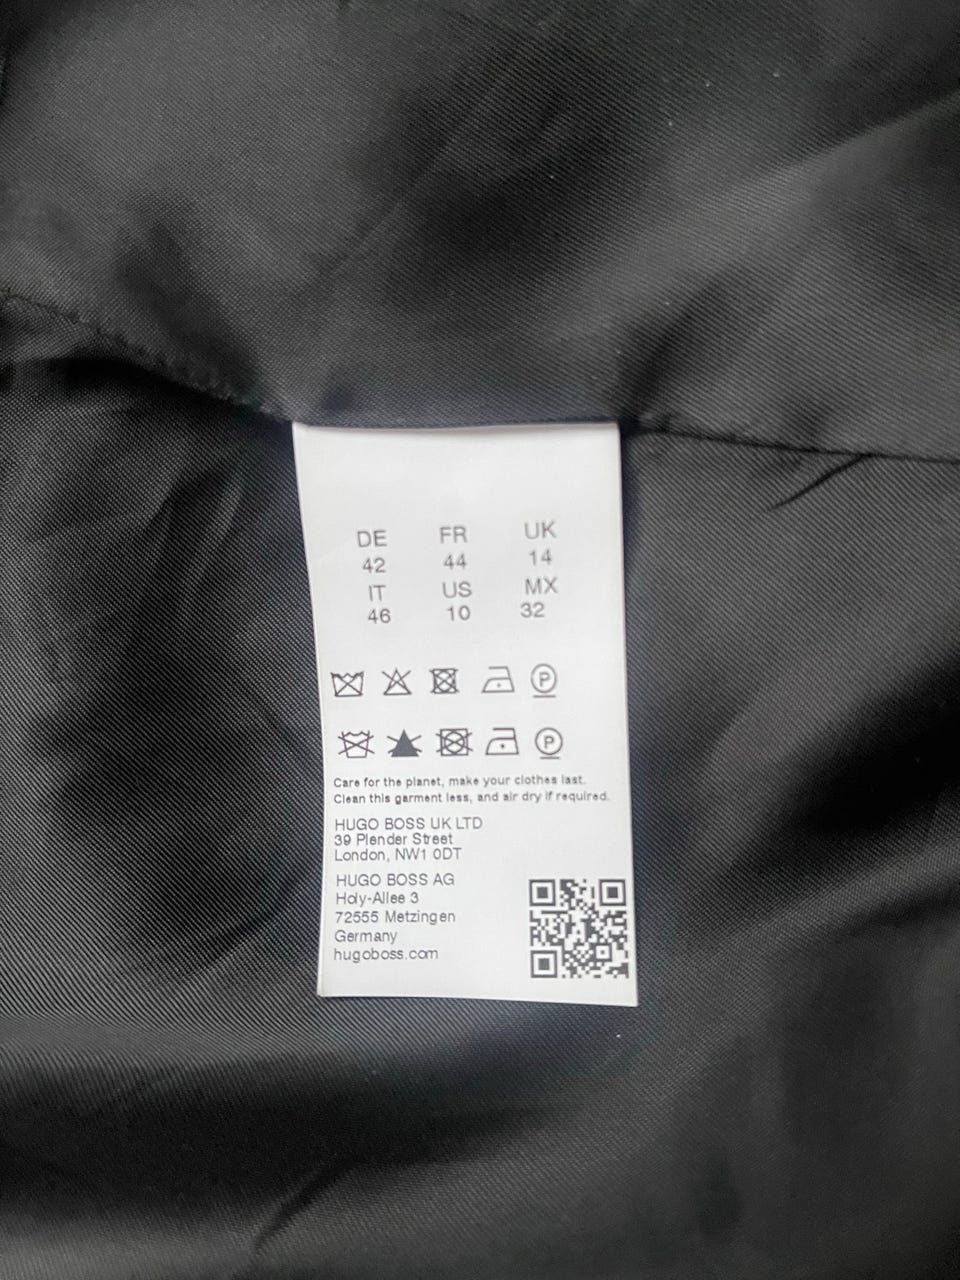 DE FR UK
42 44 14
IT US MX
46 10 32
P
P
Care for the planet, make your clothes last.
Clean this garment less, and air dry if required.
HUGO BOSS UK LTD
39 Plender Street
London, NW1 0DT
HUGO BOSS AG
Holy-Allee 3
72555 Metzingen
Germany
hugoboss.com